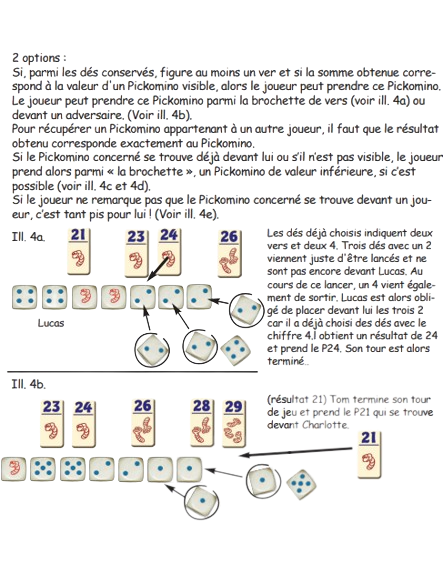 2 options :
Si, parmi les dés conservés, figure au moins un ver et si la somme obtenue corre-
spond à la valeur d'un Pickomino visible, alors le joueur peut prendre ce Pickomino.
Le joueur peut prendre ce Pickomino parmi la brochette de vers (voir ill. 4a) ou
devant un adversaire. (Voir ill. 4b).
Pour récupérer un Pickomino appartenant à un autre joueur, il faut que le résultat
obtenu corresponde exactement au Pickomino.
Si le Pickomino concerné se trouve déjà devant lui ou s'il n'est pas visible, le joueur
prend alors parmi « la brochette », un Pickomino de valeur inférieure, si c'est
possible (voir ill. 4c et 4d).
Si le joueur ne remarque pas que le Pickomino concerné se trouve devant un jou-
eur, c'est tant pis pour lui ! (Voir ill. 4e).
Ill. 4a.
21
23
24
26
Lucas
Les dés déjà choisis indiquent deux
vers et deux 4. Trois dés avec un 2
viennent juste d'être lancés et ne
sont pas encore devant Lucas. Au
cours de ce lancer, un 4 vient égale-
ment de sortir. Lucas est alors obli-
gé de placer devant lui les trois 2
car il a déjà choisi des dés avec le
chiffre 4.Í obtient un résultat de 24
et prend le P24. Son tour est alors
terminé...
Ill. 4b.
23
24
26
28
29
(résultat 21) Tom termine son tour
de jeu et prend le P21 qui se trouve
devant Charlotte.
21